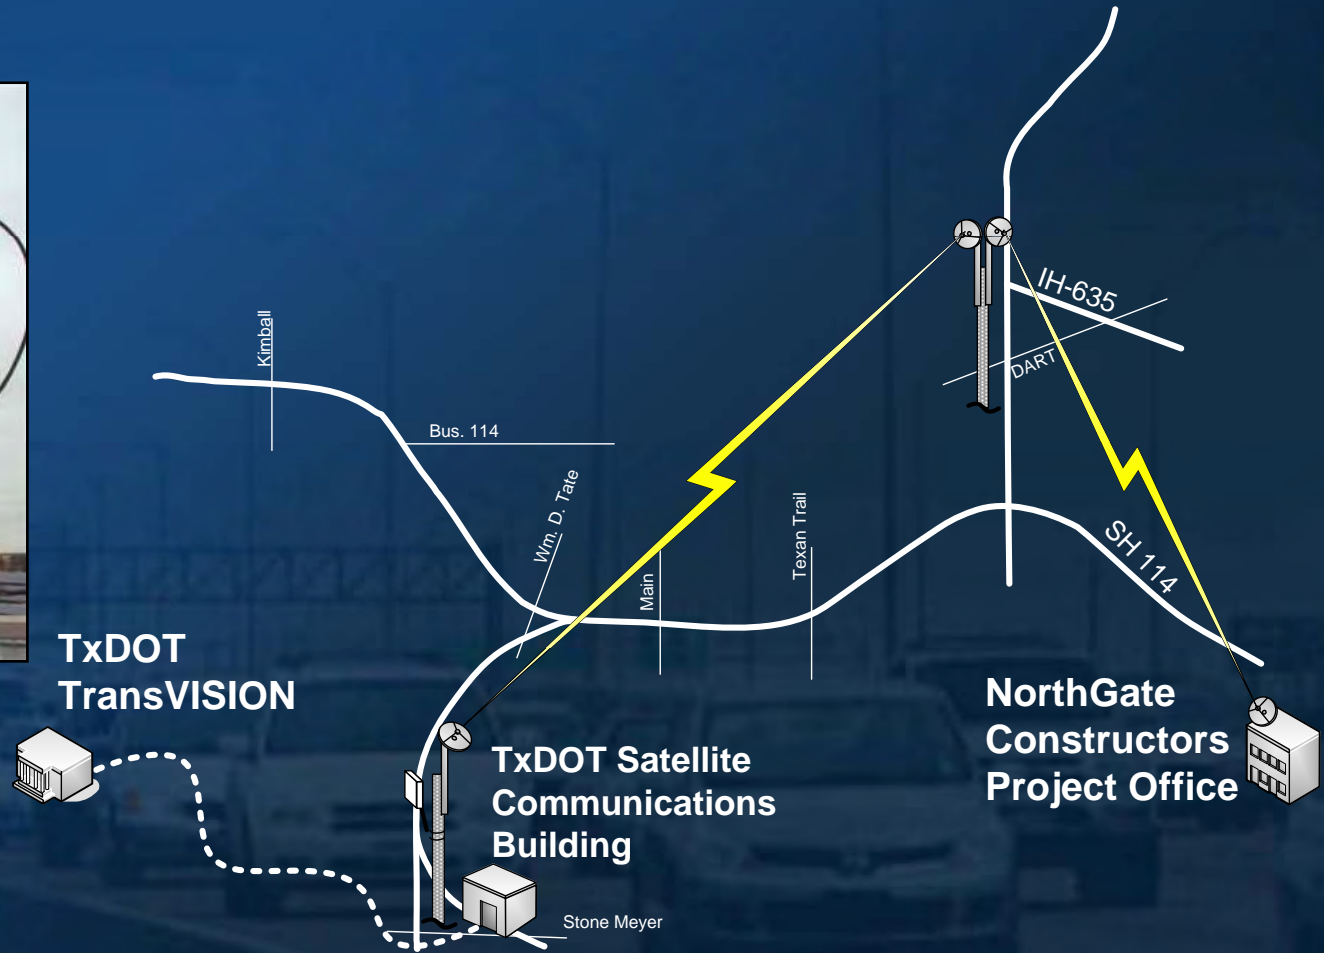 Kimball
Bus. 114
Wm. D. Tate
Main
Texan Trail
IH-635
DART
SH 114
TxDOT
TransVISION
TxDOT Satellite
Communications
Building
NorthGate
Constructors
Project Office
Stone Meyer